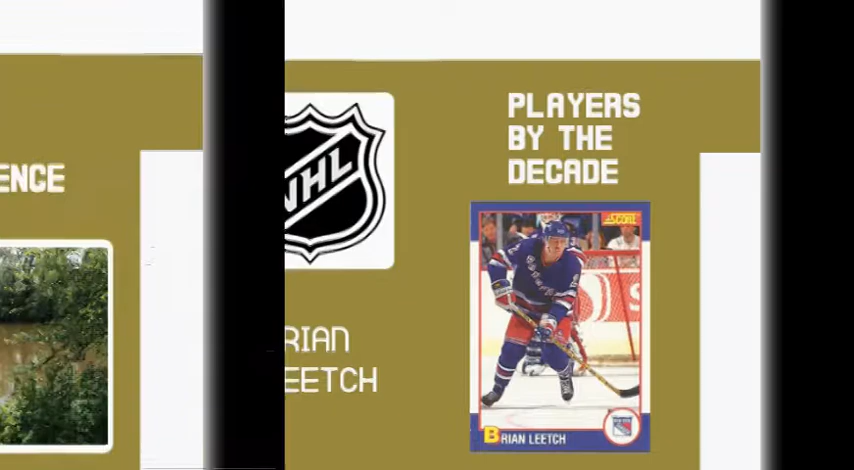 ENCE
NHL
PLAYERS
BY THE
DECADE
SCORE
RIAN
EETCH
BRIAN LEETCH